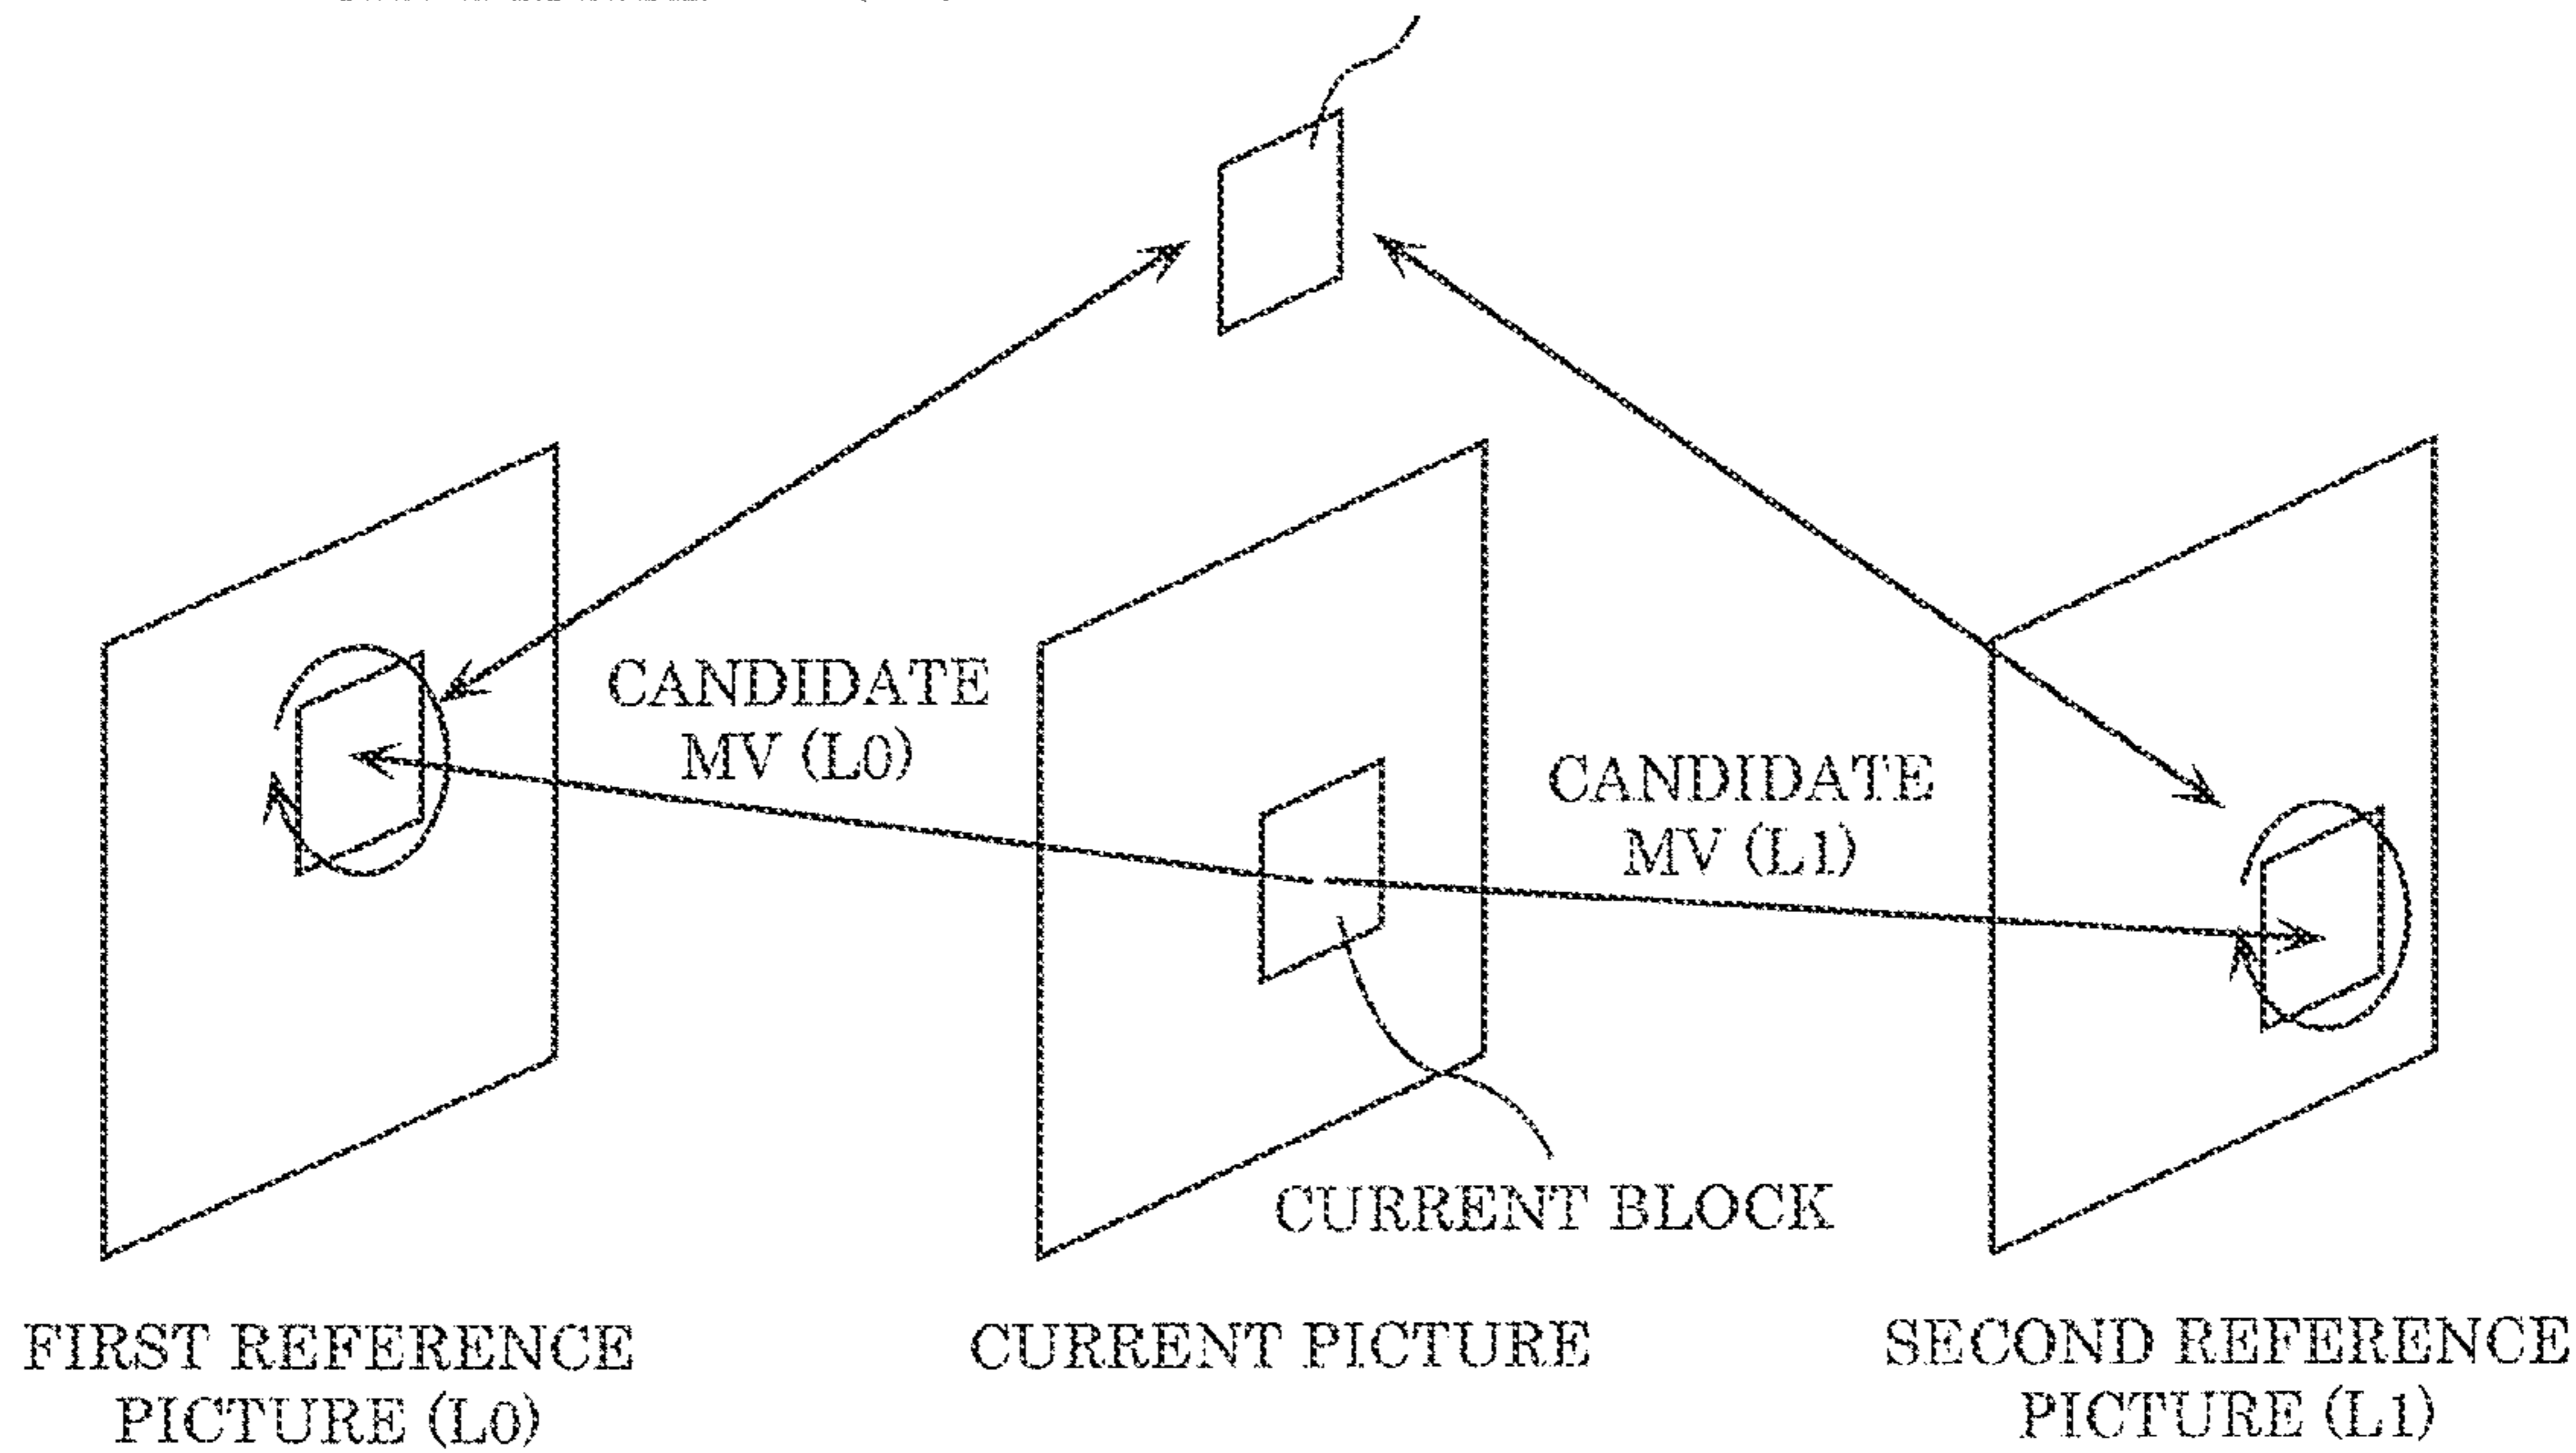 CANDIDATE
MV (L0)
CANDIDATE
MV (L1)
CURRENT BLOCK
FIRST REFERENCE
PICTURE (L0)
CURRENT PICTURE
SECOND REFERENCE
PICTURE (L1)